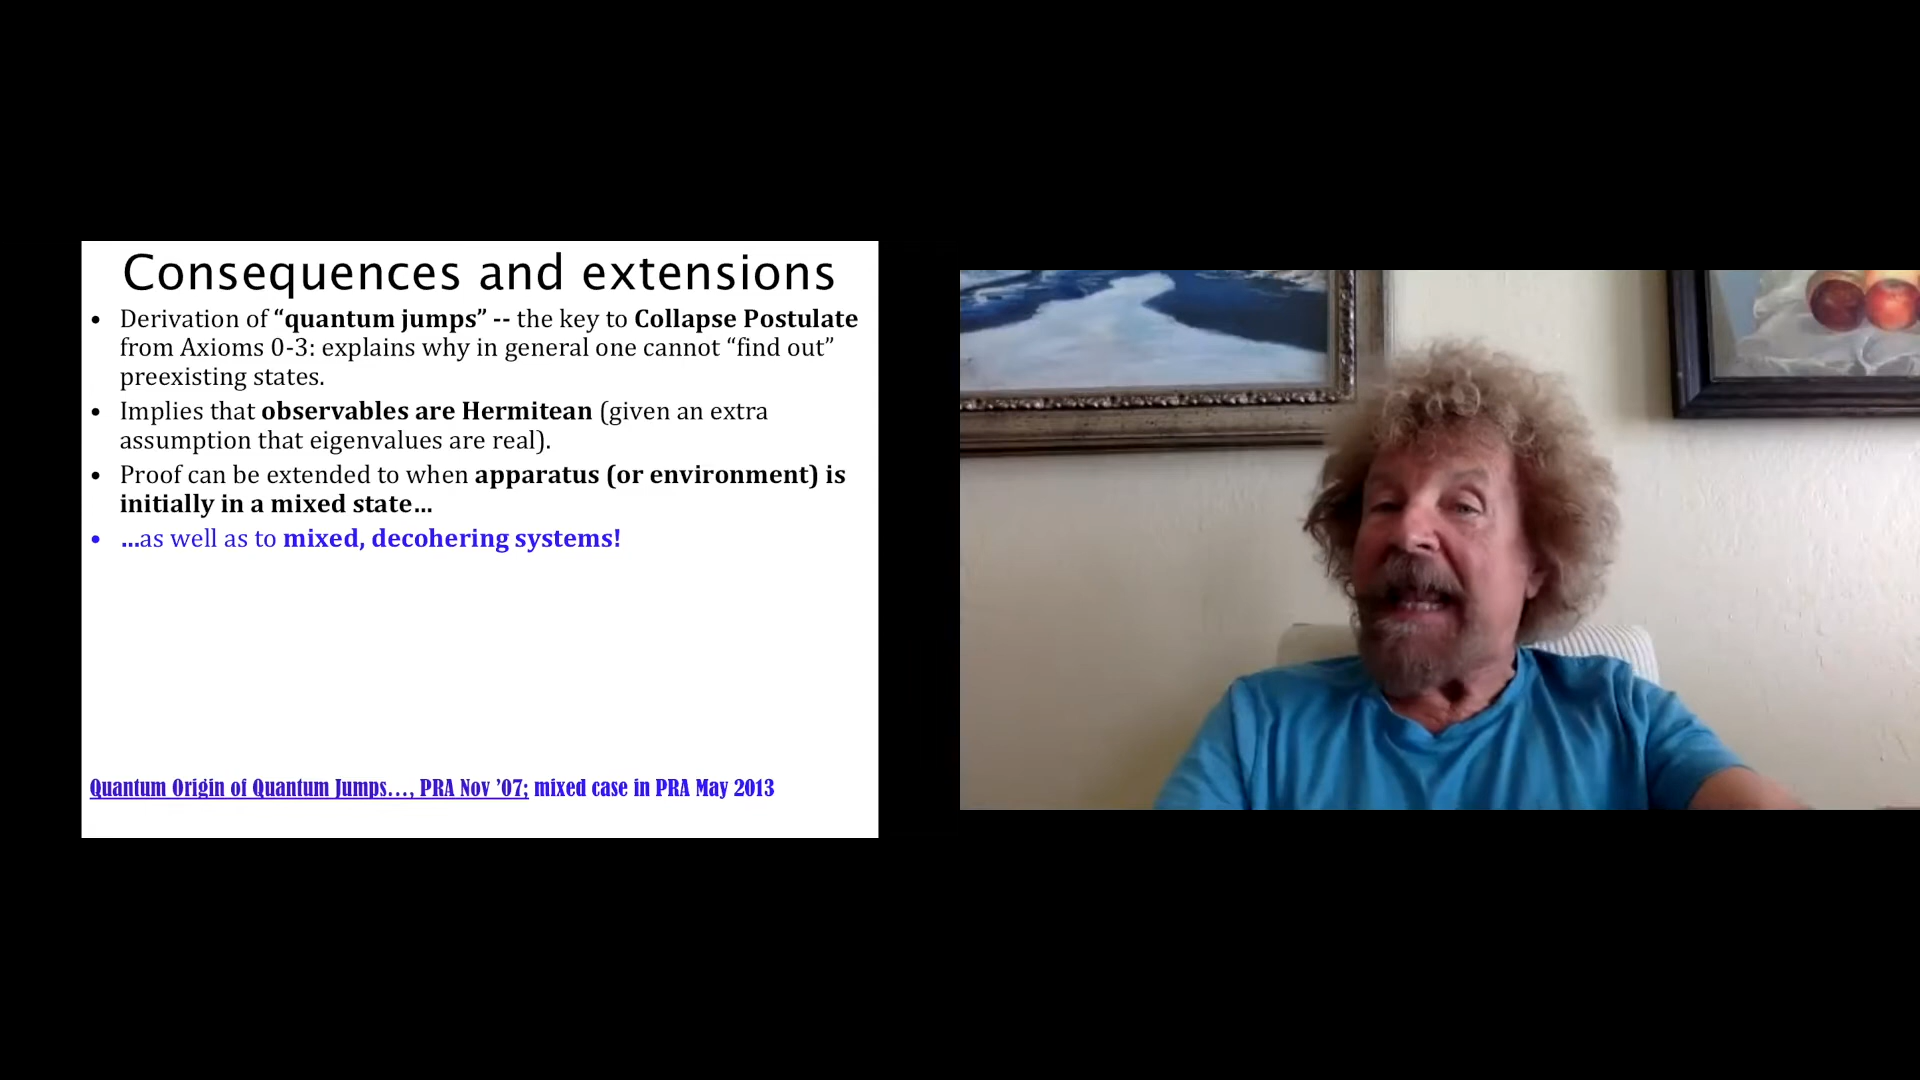 Consequences and extensions
• Derivation of “quantum jumps” -- the key to Collapse Postulate
from Axioms 0-3: explains why in general one cannot “find out”
preexisting states.
• Implies that observables are Hermitean (given an extra
assumption that eigenvalues are real).
• Proof can be extended to when apparatus (or environment) is
initially in a mixed state…
• …as well as to mixed, decohering systems!
Quantum Origin of Quantum Jumps…, PRA Nov ’07; mixed case in PRA May 2013